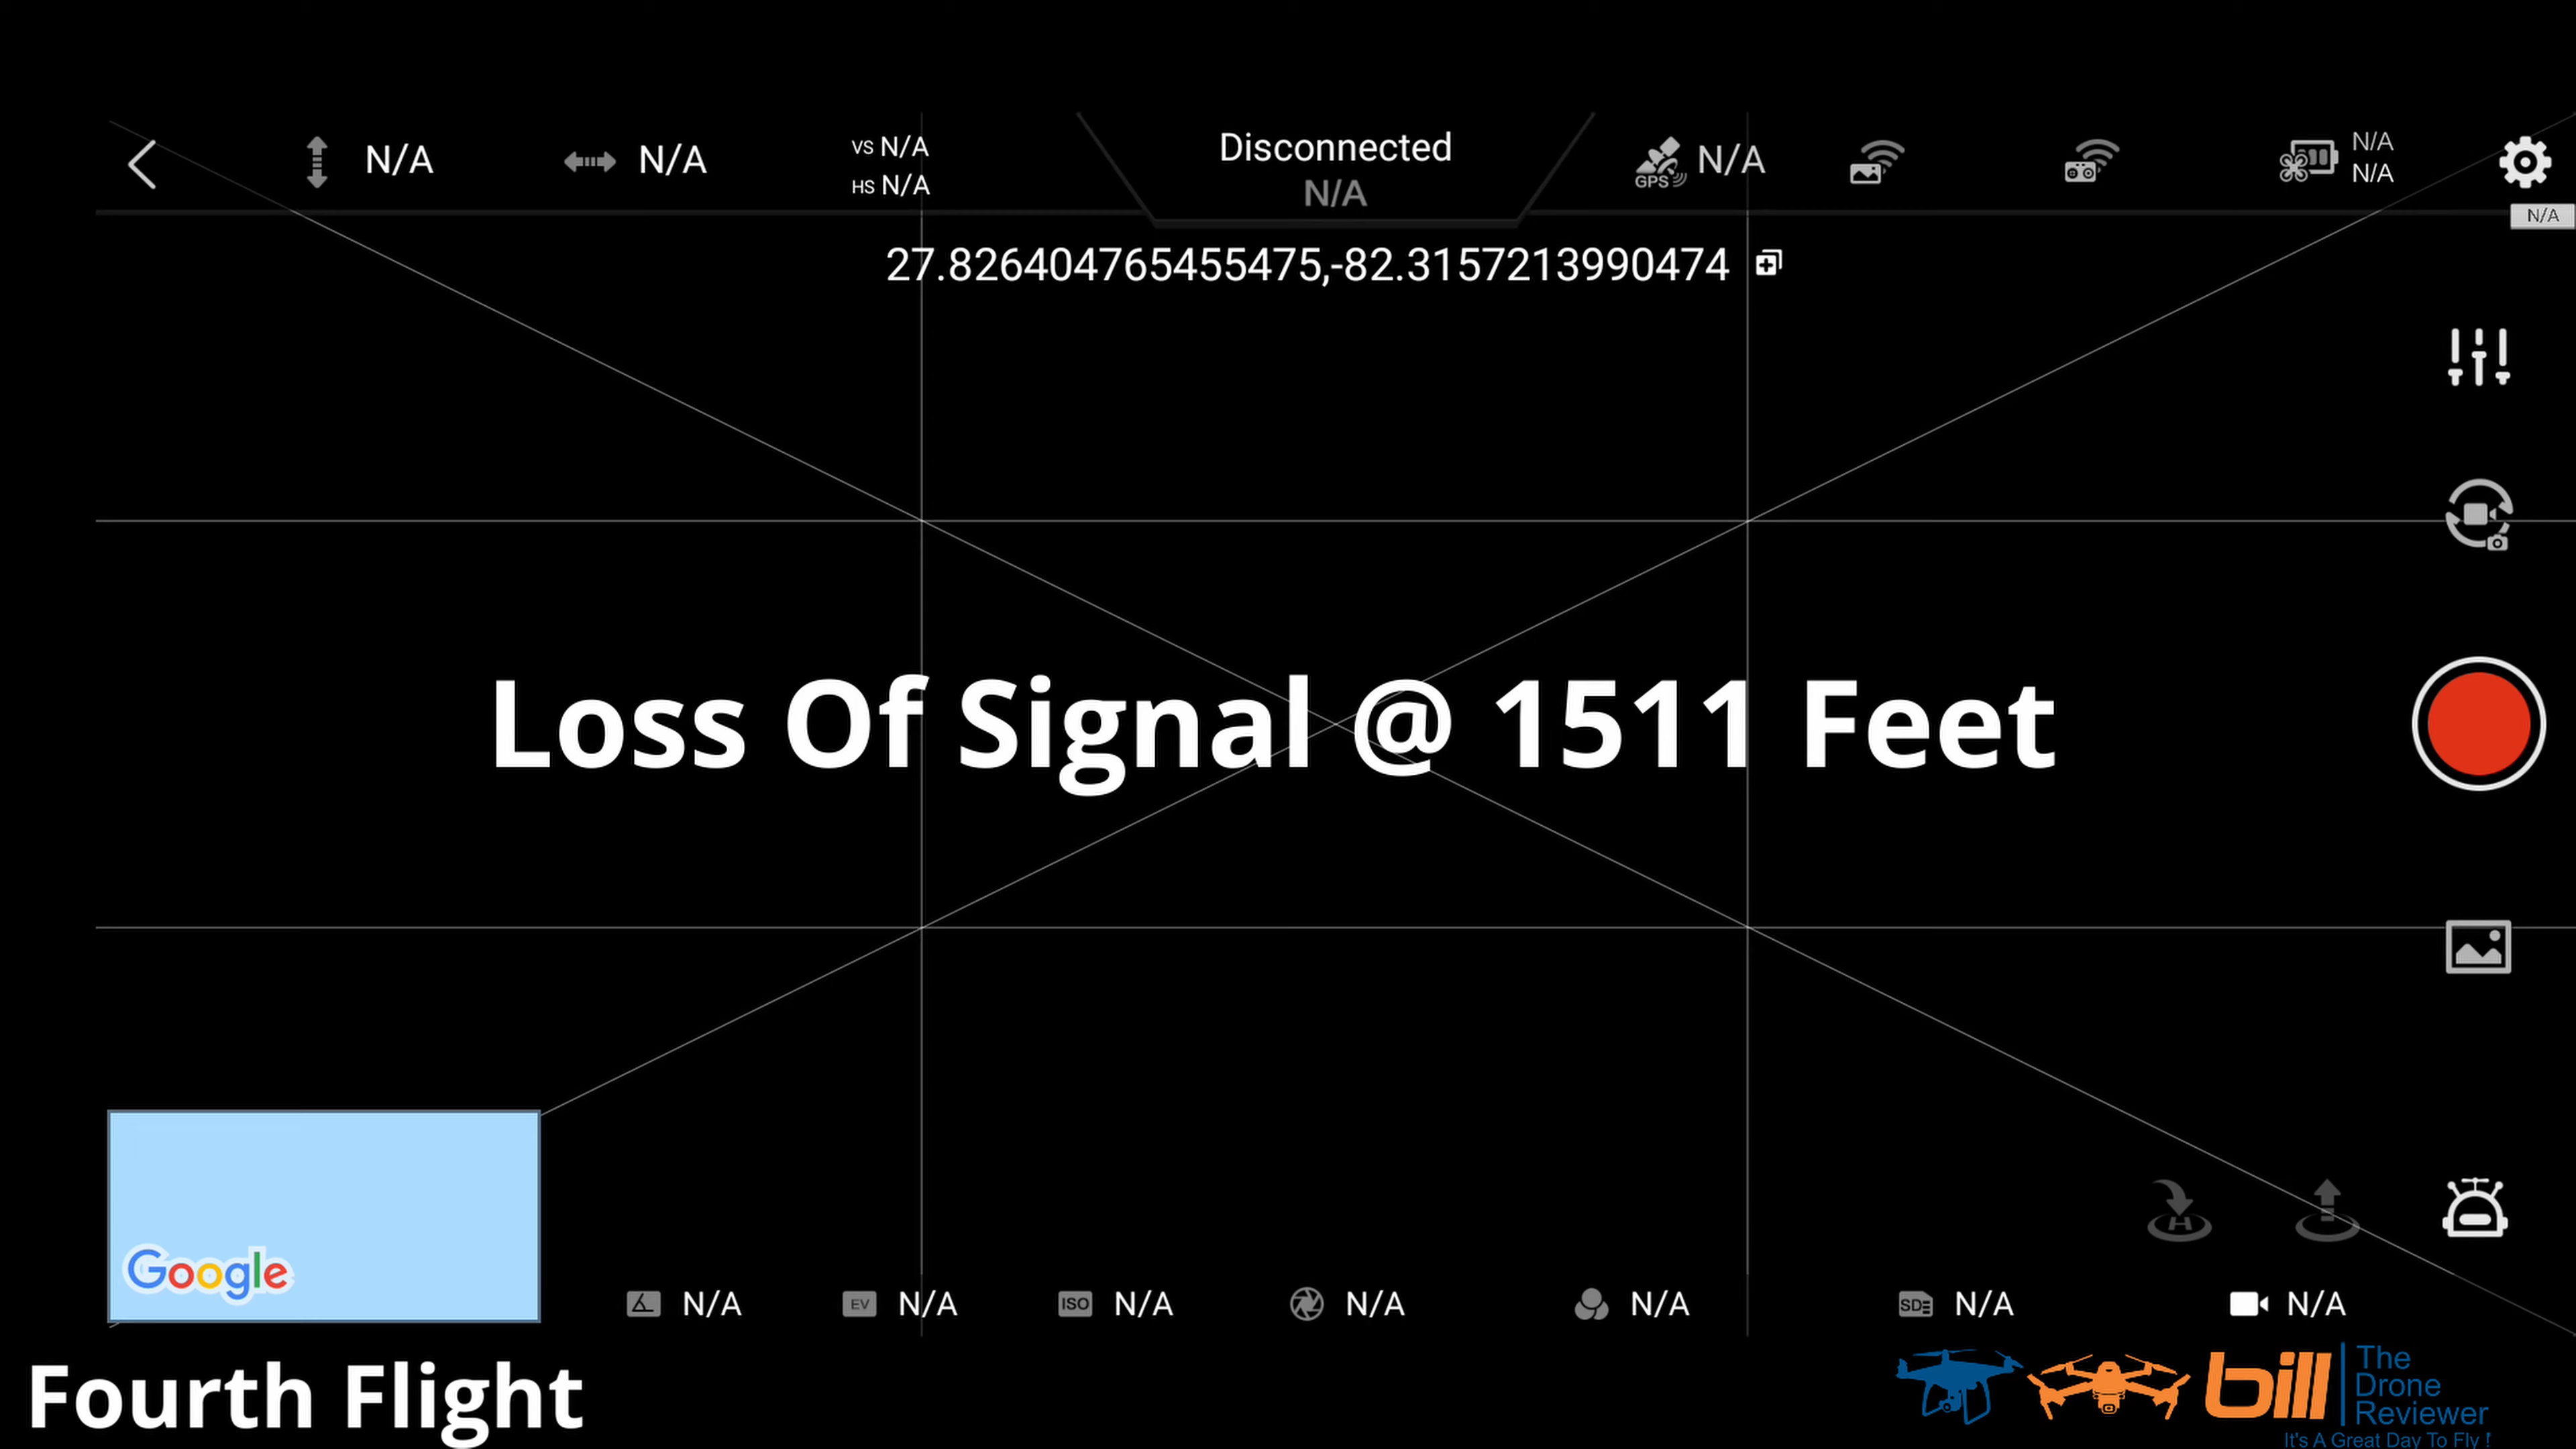 N/A
N/A
VS N/A
HS N/A
Disconnected
N/A
GPS
N/A
N/A
N/A
N/A
27.826404765455475,-82.3157213990474
Loss Of Signal @ 1511 Feet
Google
N/A
EV N/A
ISO N/A
N/A
N/A
SD N/A
N/A
H
Fourth Flight
bill
The
Drone
Reviewer
It's A Great Day To Fly !